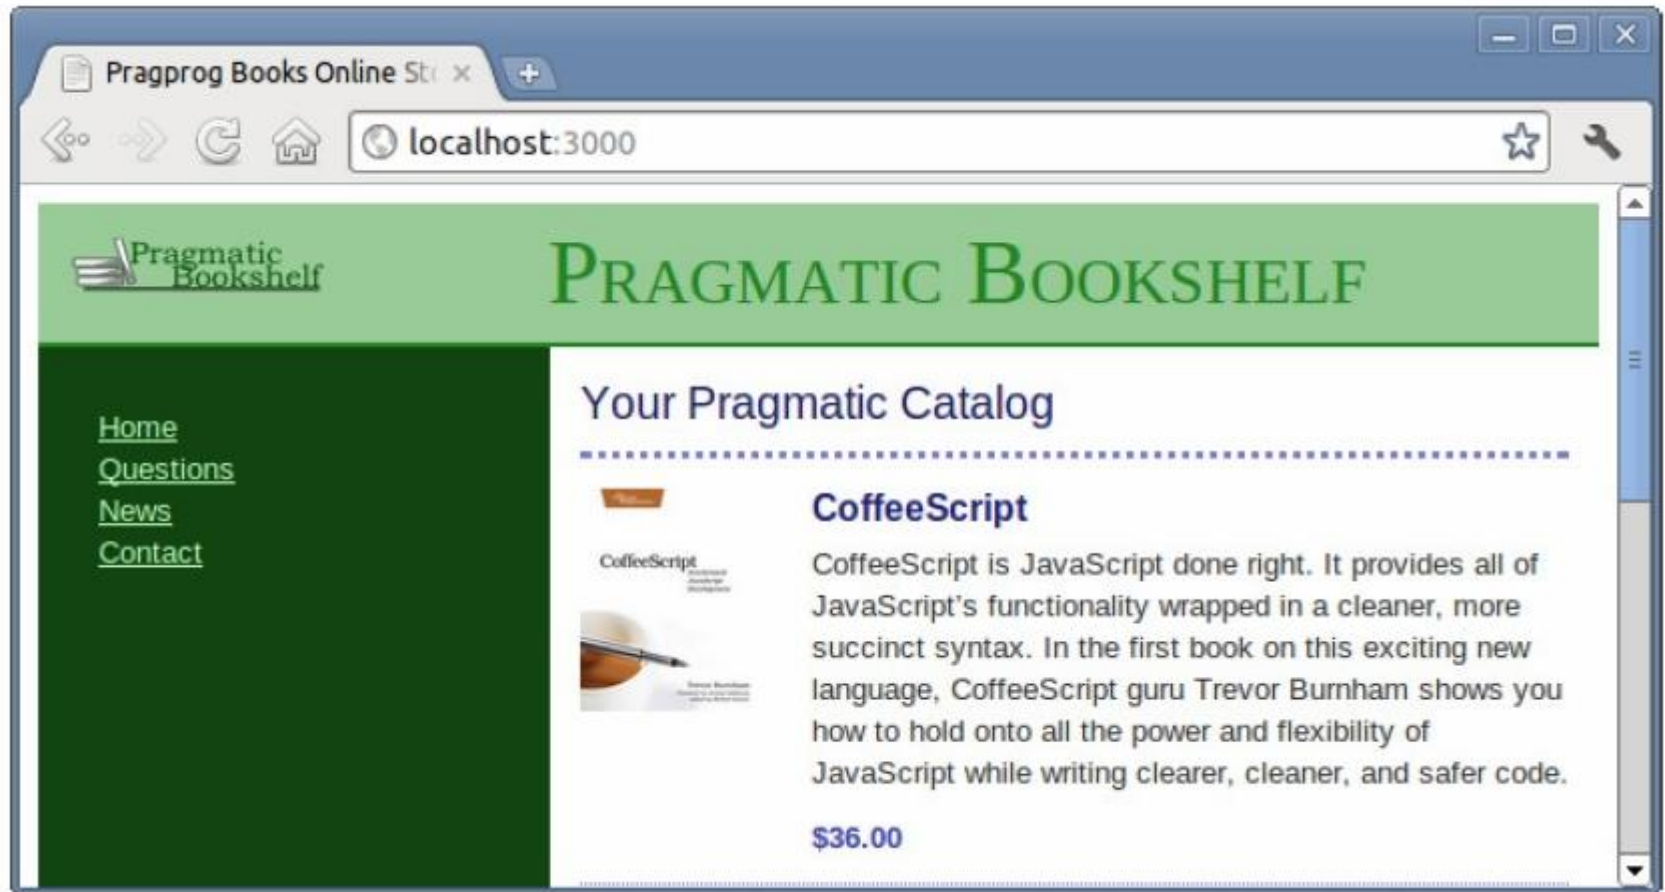 Pragprog Books Online St
localhost:3000
Pragmatic
Bookshelf
PRAGMATIC BOOKSHELF
Home
Questions
News
Contact
Your Pragmatic Catalog
CoffeeScript
CoffeeScript
CoffeeScript is JavaScript done right. It provides all of
JavaScript's functionality wrapped in a cleaner, more
succinct syntax. In the first book on this exciting new
language, CoffeeScript guru Trevor Burnham shows you
how to hold onto all the power and flexibility of
JavaScript while writing clearer, cleaner, and safer code.
$36.00